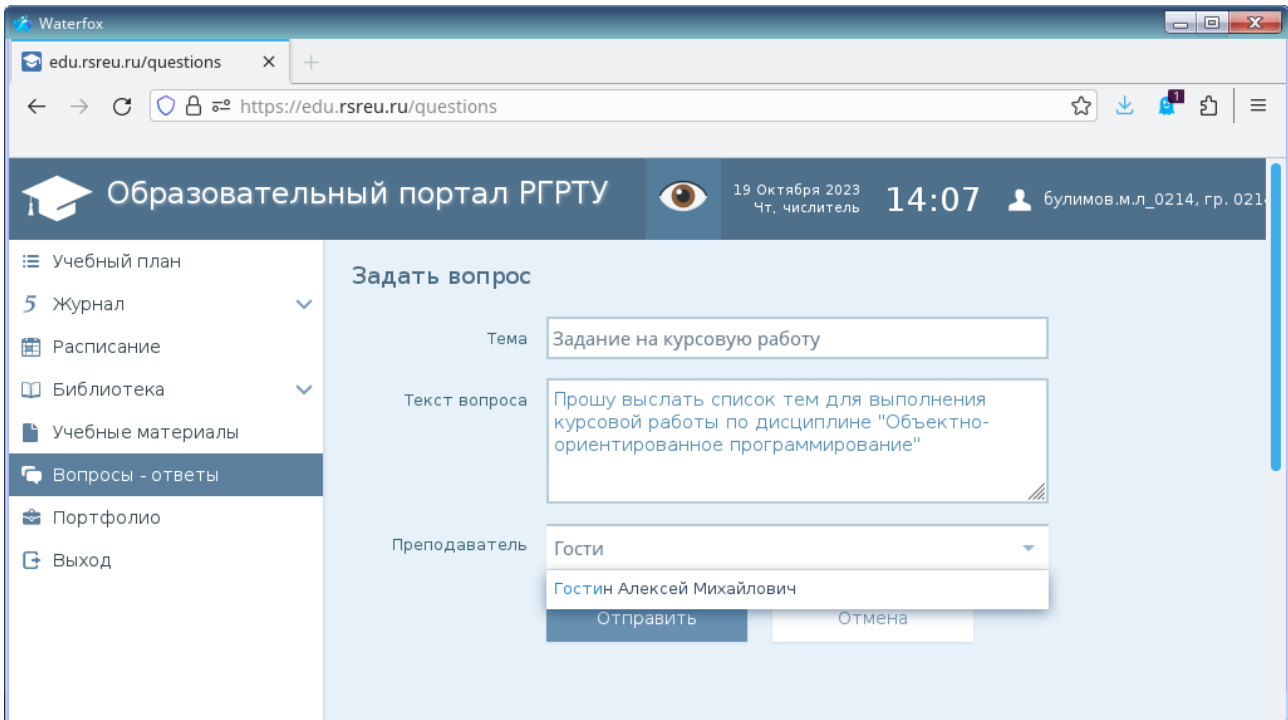 Waterfox
edu.rsreu.ru/questions
https://edu.rsreu.ru/questions
1
Образовательный портал РГРТУ
19 Октября 2023
Чт, числитель
14:07
булимов.м.л_0214, гр. 021
Учебный план
5 Журнал
Расписание
Библиотека
Учебные материалы
Вопросы - ответы
Портфолио
Выход
Задать вопрос
Тема
Задание на курсовую работу
Текст вопроса
Прошу выслать список тем для выполнения
курсовой работы по дисциплине "Объектно-
ориентированное программирование"
Преподаватель
Гости
Гостин Алексей Михайлович
Отправить
Отмена